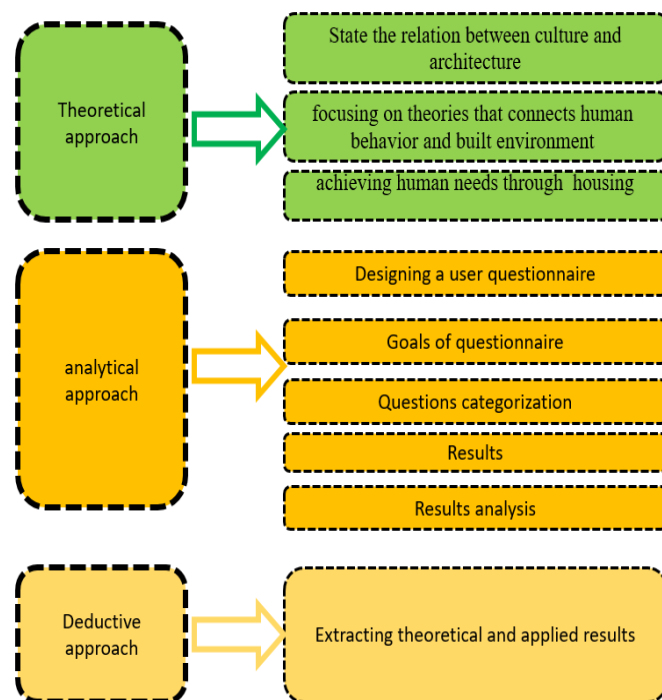 Theoretical
approach
State the relation between culture and
architecture
focusing on theories that connects human
behavior and built environment
achieving human needs through housing
analytical
approach
Designing a user questionnaire
Goals of questionnaire
Questions categorization
Results
Results analysis
Deductive
approach
Extracting theoretical and applied results